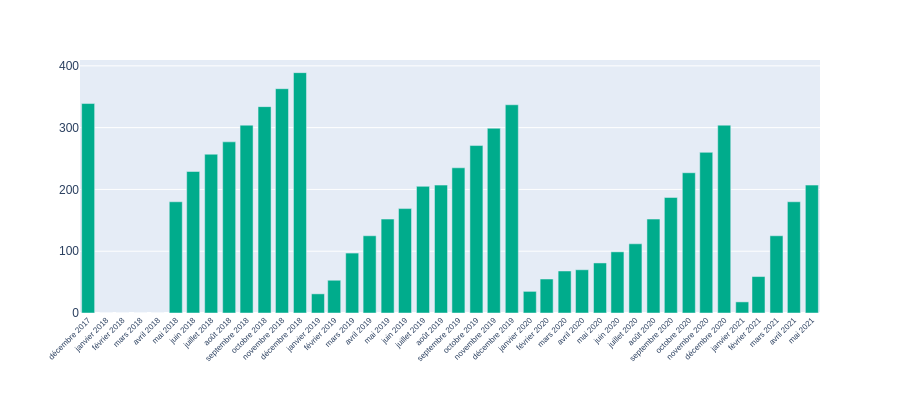 400
300
200
100
0
décembre 2017
janvier 2018
février 2018
mars 2018
avril 2018
mai 2018
juin 2018
juillet 2018
août 2018
septembre 2018
octobre 2018
novembre 2018
décembre 2018
janvier 2019
février 2019
mars 2019
avril 2019
mai 2019
juin 2019
juillet 2019
août 2019
septembre 2019
octobre 2019
novembre 2019
décembre 2019
janvier 2020
février 2020
mars 2020
avril 2020
mai 2020
juin 2020
juillet 2020
août 2020
septembre 2020
octobre 2020
novembre 2020
décembre 2020
janvier 2021
février 2021
mars 2021
avril 2021
mai 2021